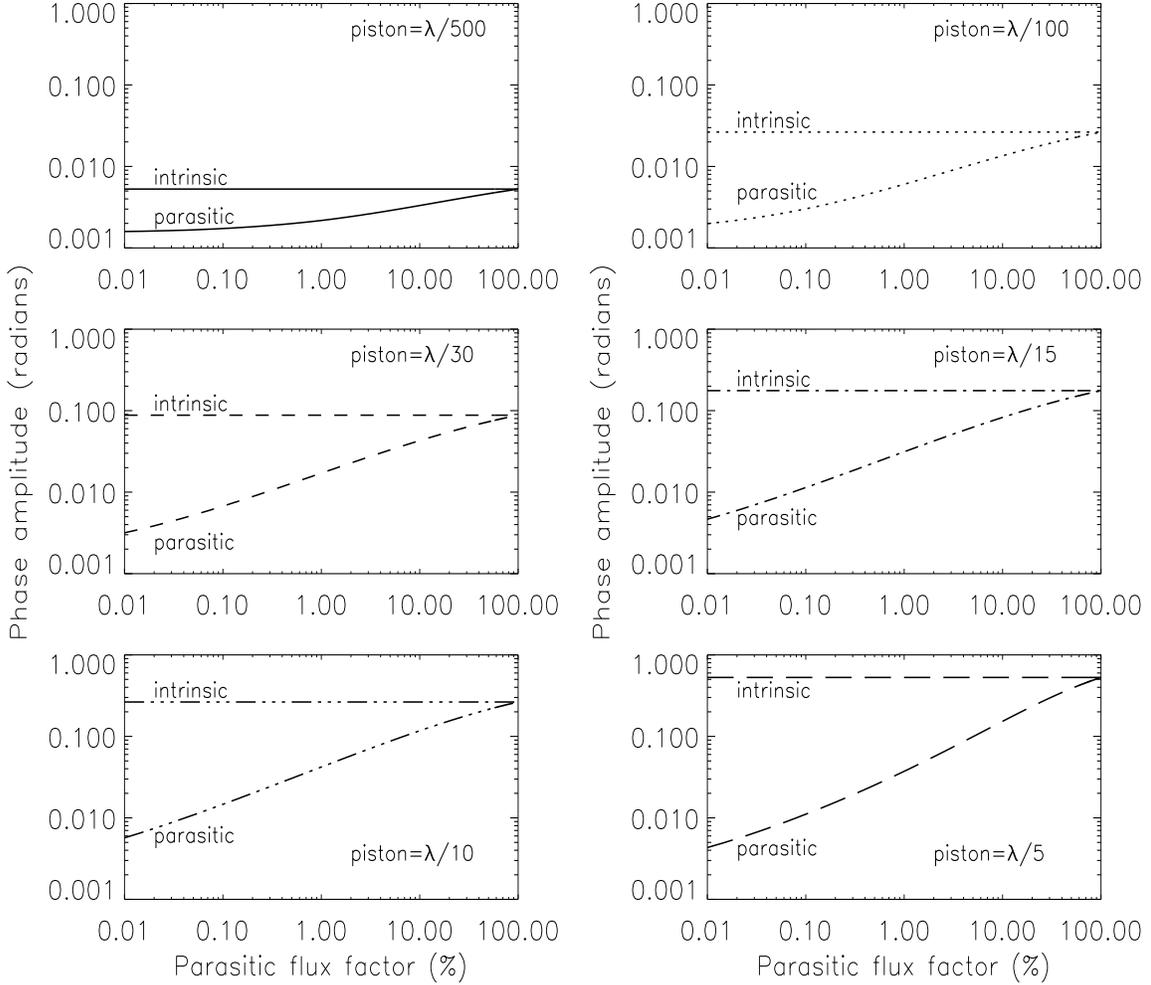 piston=λ/500
1.000
0.100
0.010
0.001
intrinsic
parasitic
0.01 0.10 1.00 10.00 100.00
piston=λ/100
1.000
0.100
0.010
0.001
intrinsic
parasitic
0.01 0.10 1.00 10.00 100.00
Phase amplitude (radians)
piston=λ/30
1.000
0.100
0.010
0.001
intrinsic
parasitic
0.01 0.10 1.00 10.00 100.00
Phase amplitude (radians)
piston=λ/15
1.000
0.100
0.010
0.001
intrinsic
parasitic
0.01 0.10 1.00 10.00 100.00
1.000
0.100
0.010
0.001
intrinsic
parasitic
piston=λ/10
0.01 0.10 1.00 10.00 100.00
Parasitic flux factor (%)
1.000
0.100
0.010
0.001
intrinsic
parasitic
piston=λ/5
0.01 0.10 1.00 10.00 100.00
Parasitic flux factor (%)